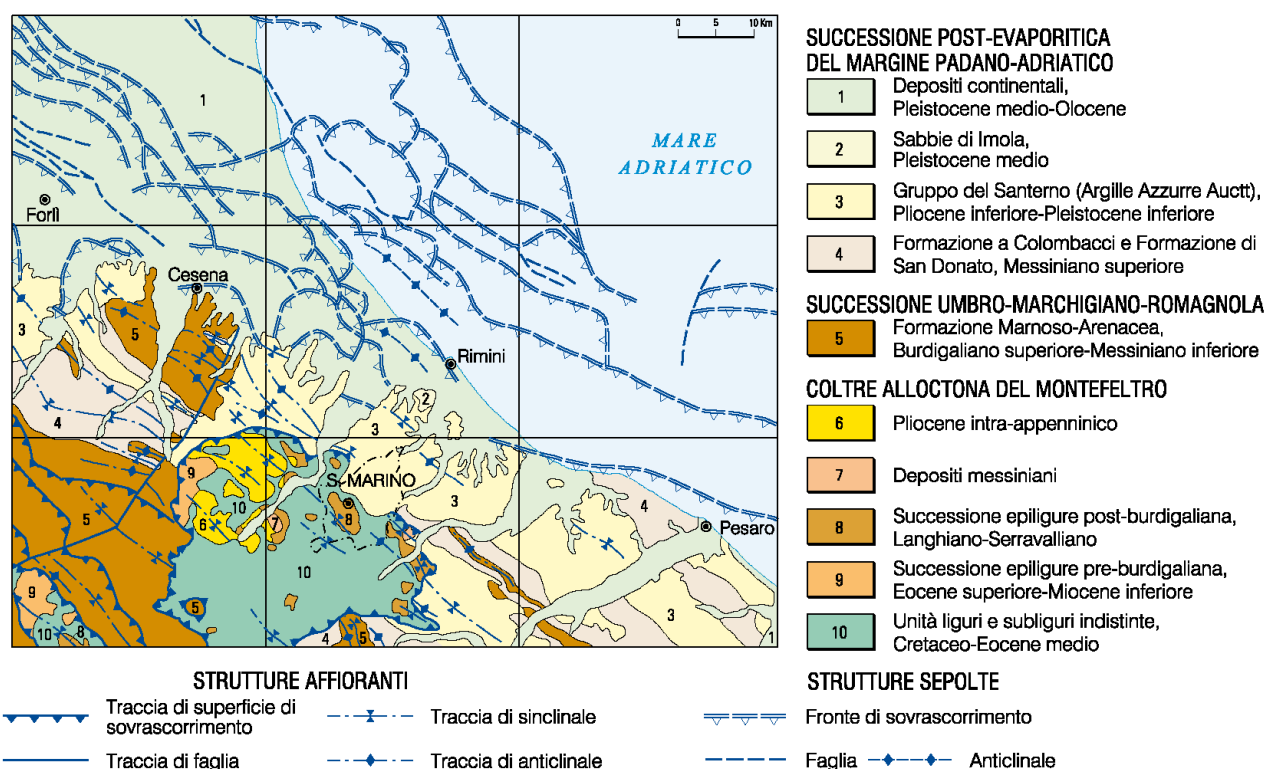 0 5 10 Km
1
MARE
ADRIATICO
Forlì
Cesena
3
5
Rimini
4
2
3
9
S. MARINO
3
4
10
6
7
8
5
Pesaro
10
9
5
3
10
8
4
5
1
SUCCESSIONE POST-EVAPORITICA
DEL MARGINE PADANO-ADRIATICO
1 Depositi continentali,
Pleistocene medio-Olocene
2 Sabbie di Imola,
Pleistocene medio
3 Gruppo del Santerno (Argille Azzurre Auctt),
Pliocene inferiore-Pleistocene inferiore
4 Formazione a Colombacci e Formazione di
San Donato, Messiniano superiore
SUCCESSIONE UMBRO-MARCHIGIANO-ROMAGNOLA
5 Formazione Marnoso-Arenacea,
Burdigaliano superiore-Messiniano inferiore
COLTRE ALLOCTONA DEL MONTEFELTRO
6 Pliocene intra-appenninico
7 Depositi messiniani
8 Successione epiligure post-burdigaliana,
Langhiano-Serravalliano
9 Successione epiligure pre-burdigaliana,
Eocene superiore-Miocene inferiore
10 Unità liguri e subliguri indistinte,
Cretaceo-Eocene medio
STRUTTURE AFFIORANTI
Traccia di superficie di
sovrascorrimento
Traccia di sinclinale
Traccia di faglia
Traccia di anticlinale
STRUTTURE SEPOLTE
Fronte di sovrascorrimento
Faglia
Anticlinale